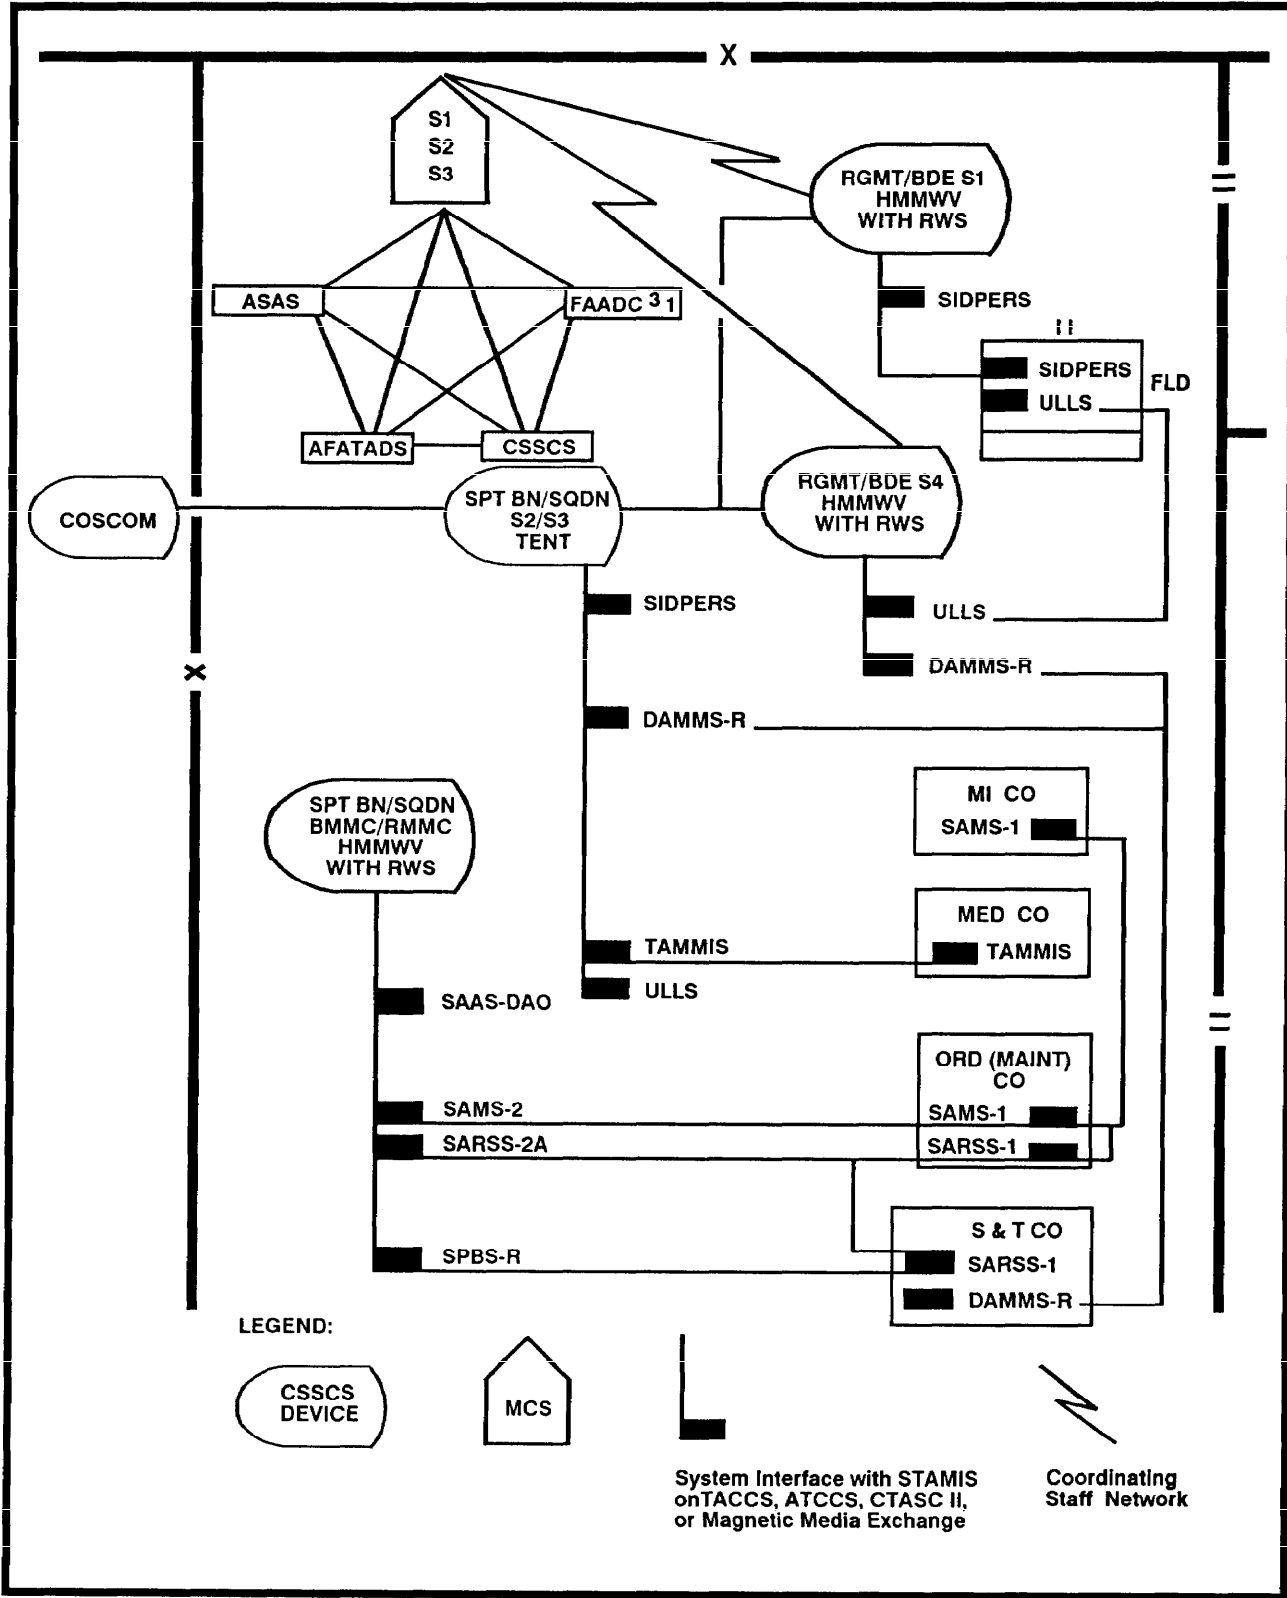 X
S1
S2
S3
RGMT/BDE S1
HMMWV
WITH RWS
ASAS
FAADC 3 1
SIDPERS
SIDPERS
ULLS
FLD
AFATADS
CSSCS
COSCOM
SPT BN/SQDN
S2/S3
TENT
RGMT/BDE S4
HMMWV
WITH RWS
SIDPERS
ULLS
X
DAMMS-R
DAMMS-R
SPT BN/SQDN
BMMC/RMMC
HMMWV
WITH RWS
MI CO
SAMS-1
MED CO
TAMMIS
TAMMIS
ULLS
SAAS-DAO
ORD (MAINT)
CO
SAMS-2
SAMS-1
SARSS-2A
SARSS-1
S & T CO
SPBS-R
SARSS-1
DAMMS-R
LEGEND:
CSSCS
DEVICE
MCS
System Interface with STAMIS
onTACCS, ATCCS, CTASC II,
or Magnetic Media Exchange
Coordinating
Staff Network